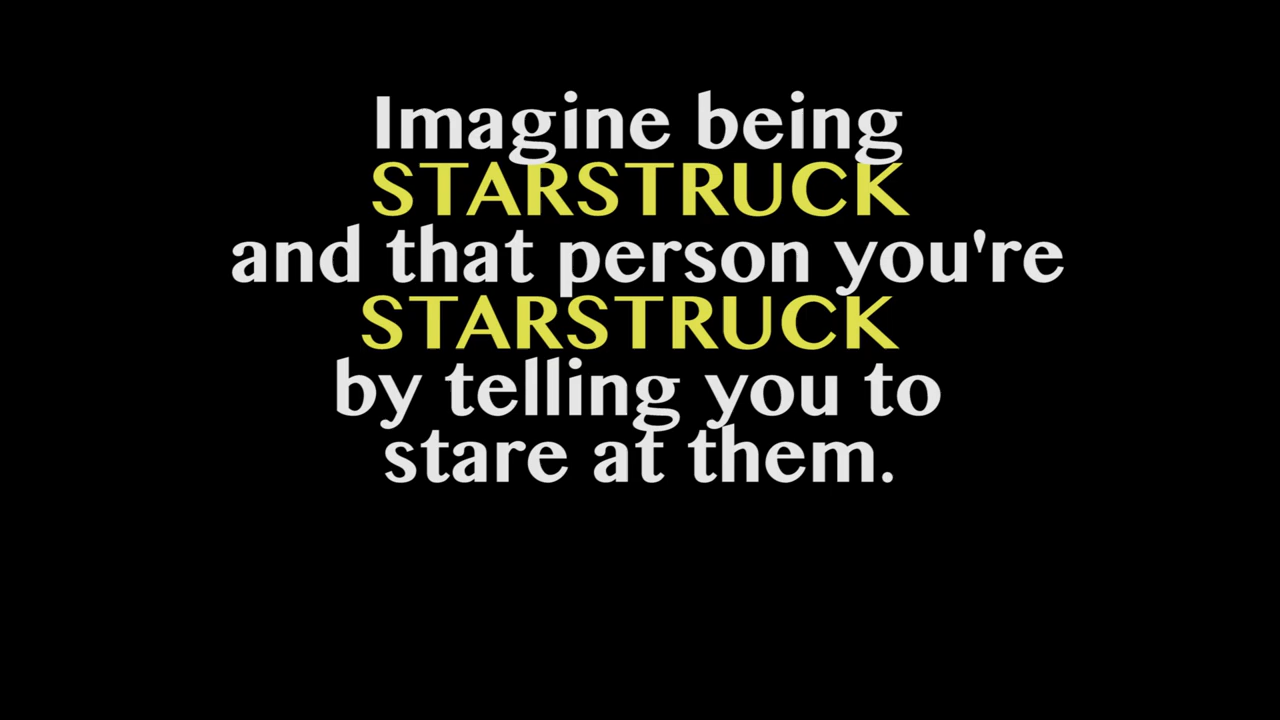 Imagine being
STARSTRUCK
and that person you're
STARSTRUCK
by telling you to
stare at them.